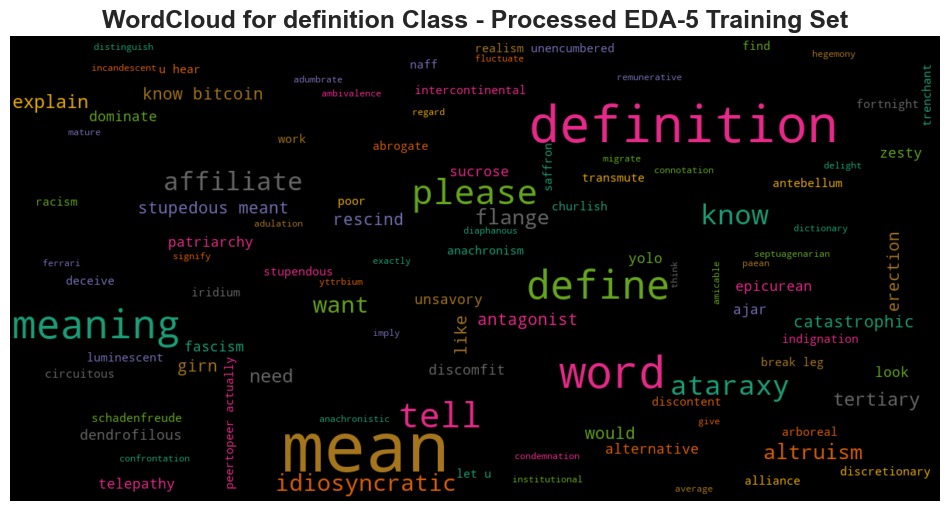 WordCloud for definition Class - Processed EDA-5 Training Set
distinguish
realism
unencumbered
find
hegemony
fluctuate
incandescent
u hear
naff
adumbrate
remunerative
ambivalence
intercontinental
know bitcoin
explain
fortnight
trenchant
dominate
regard
definition
mature
work
abrogate
saffron
migrate
zesty
connotation
delight
sucrose
transmute
antebellum
affiliate
please
racism
stupedous meant
poor
churlish
know
rescind
flange
adulation
diaphanous
dictionary
patriarchy
anachronism
signify
exactly
yolo
septuagenarian
ferrari
stupendous
think
amicable
paean
erection
deceive
yttrbium
define
epicurean
iridium
want
unsavory
ajar
meaning
like
antagonist
catastrophic
imply
indignation
fascism
luminescent
girn
break leg
circuitous
need
discomfit
word
look
ataraxy
peertopeer actually
discontent
tertiary
schadenfreude
anachronistic
tell
give
dendrofilous
would
arboreal
mean
alternative
confrontation
condemnation
altruism
let u
discretionary
telepathy
idiosyncratic
institutional
alliance
average